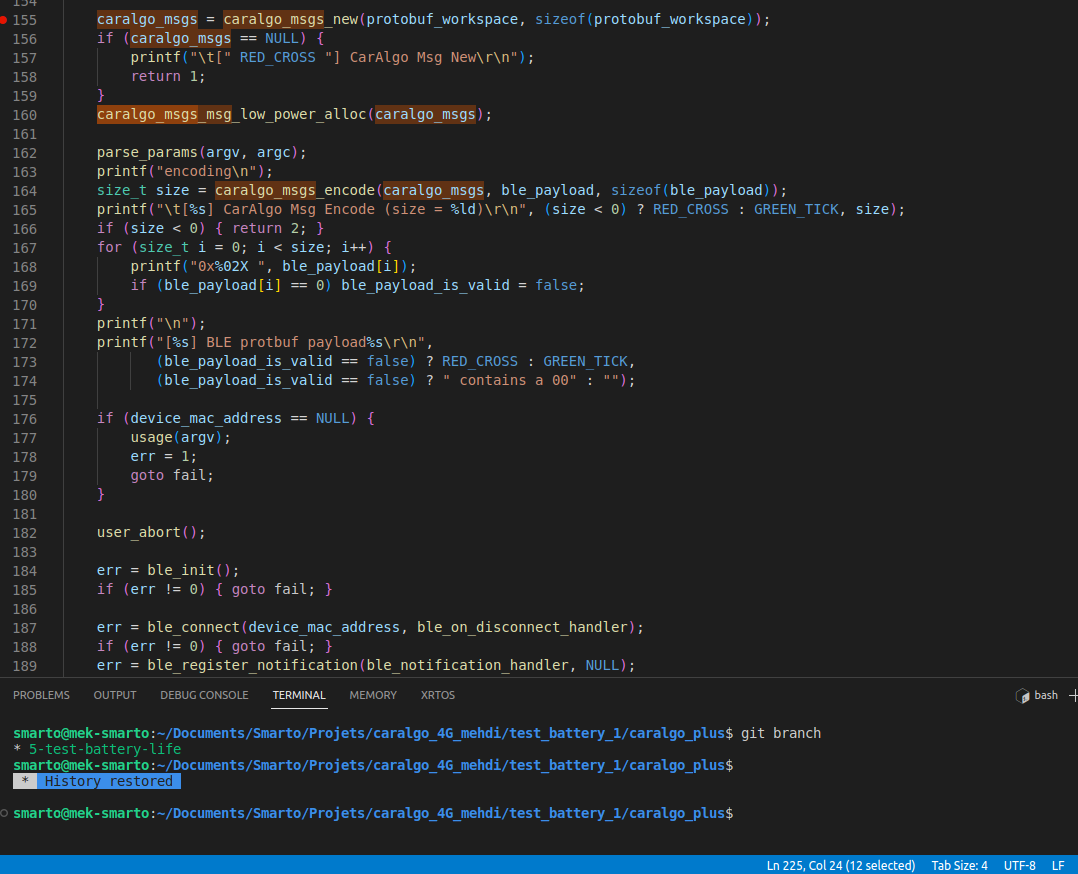 154
155 caralgo_msgs = caralgo_msgs_new(protobuf_workspace, sizeof(protobuf_workspace));
156 if (caralgo_msgs == NULL) {
157     printf("\t[" RED_CROSS "] CarAlgo Msg New\r\n");
158     return 1;
159 }
160 caralgo_msgs_msg_low_power_alloc(caralgo_msgs);
161
162 parse_params(argv, argc);
163 printf("encoding\n");
164 size_t size = caralgo_msgs_encode(caralgo_msgs, ble_payload, sizeof(ble_payload));
165 printf("\t[%s] CarAlgo Msg Encode (size = %ld)\r\n", (size < 0) ? RED_CROSS : GREEN_TICK, size);
166 if (size < 0) { return 2; }
167 for (size_t i = 0; i < size; i++) {
168     printf("0x%02X ", ble_payload[i]);
169     if (ble_payload[i] == 0) ble_payload_is_valid = false;
170 }
171 printf("\n");
172 printf("[%s] BLE protbuf payload%s\r\n",
173        (ble_payload_is_valid == false) ? RED_CROSS : GREEN_TICK,
174        (ble_payload_is_valid == false) ? " contains a 00" : "");
175
176 if (device_mac_address == NULL) {
177     usage(argv);
178     err = 1;
179     goto fail;
180 }
181
182 user_abort();
183
184 err = ble_init();
185 if (err != 0) { goto fail; }
186
187 err = ble_connect(device_mac_address, ble_on_disconnect_handler);
188 if (err != 0) { goto fail; }
189 err = ble_register_notification(ble_notification_handler, NULL);
PROBLEMS OUTPUT DEBUG CONSOLE TERMINAL MEMORY XRTOS bash +
smarto@mek-smarto:~/Documents/Smarto/Projets/caralgo_4G_mehdi/test_battery_1/caralgo_plus$ git branch
* 5-test-battery-life
smarto@mek-smarto:~/Documents/Smarto/Projets/caralgo_4G_mehdi/test_battery_1/caralgo_plus$
* History restored
smarto@mek-smarto:~/Documents/Smarto/Projets/caralgo_4G_mehdi/test_battery_1/caralgo_plus$
Ln 225, Col 24 (12 selected) Tab Size: 4 UTF-8 LF